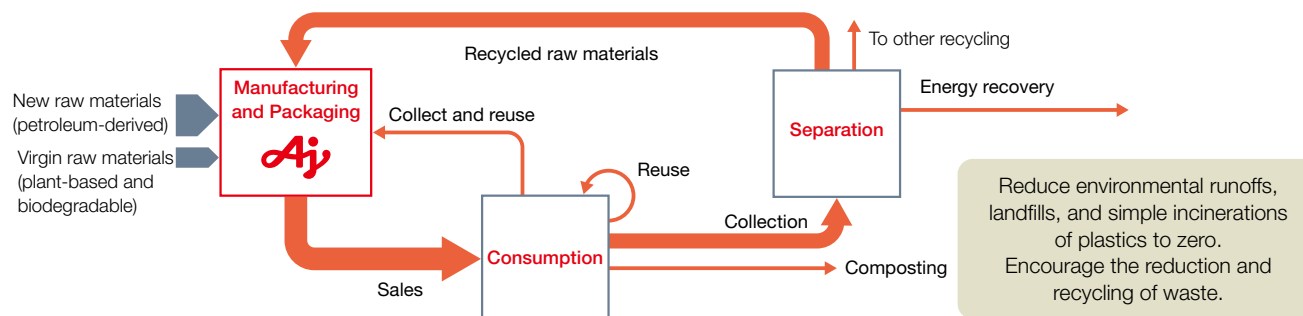 To other recycling
Recycled raw materials
Manufacturing
and Packaging
Aj
Energy recovery
New raw materials
(petroleum-derived)
Collect and reuse
Separation
Virgin raw materials
(plant-based and
biodegradable)
Reuse
Reduce environmental runoffs,
landfills, and simple incinerations
of plastics to zero.
Encourage the reduction and
recycling of waste.
Collection
Consumption
Composting
Sales